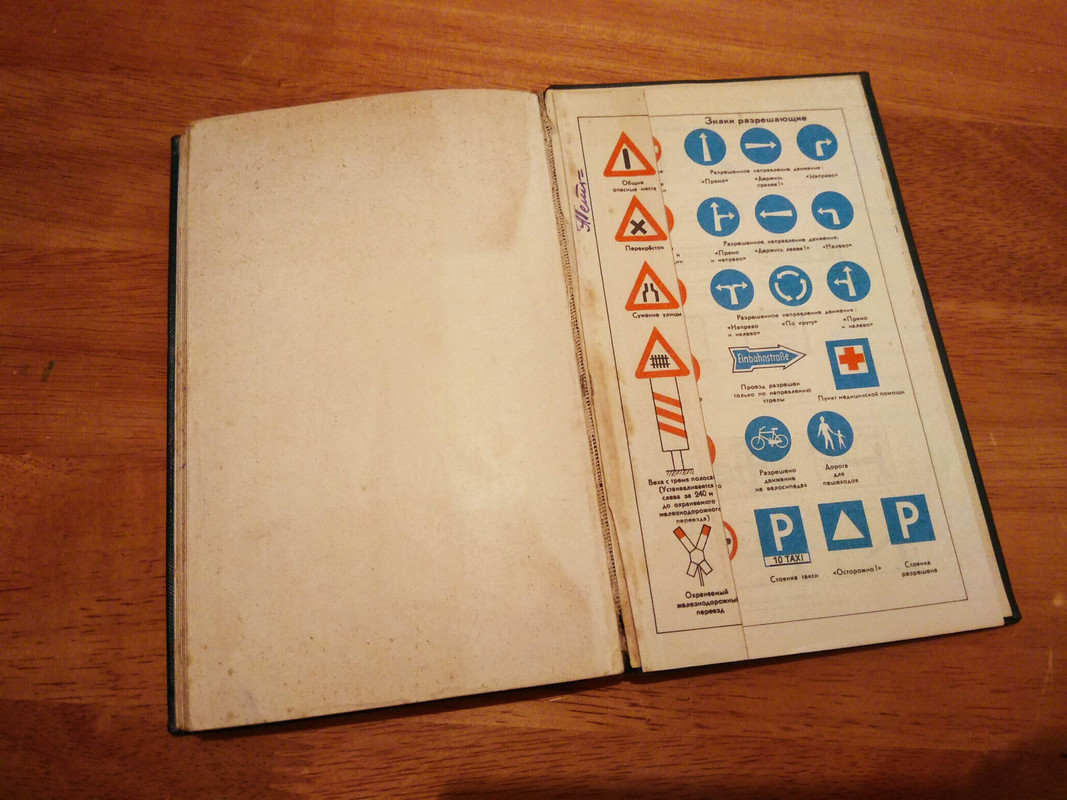 Знаки разрешающие
Общие
опасные места
Перекрёсток
Сужение улицы
Веха с тремя полоса
(Устанавливается
слева за 240 м
до охраняемого
железнодорожного
переезда)
Охраняемый
железнодорожный
переезд
Разрешенное направление движения:
«Прямо» «Держись правее!» «Направо»
Разрешенное направление движения:
«Прямо и направо» «Держись левее!» «Налево»
Разрешенное направление движения:
«Направо и налево» «По кругу» «Прямо и налево»
Einbahnstraße
Проезд разрешен
только по направлению
стрелы
Пункт медицинской помощи
Разрешено
движение
на велосипедах
Дорога
для
пешеходов
P
10 TAXI
P
Стоянка такси
«Осторожно!»
Стоянка
разрешена